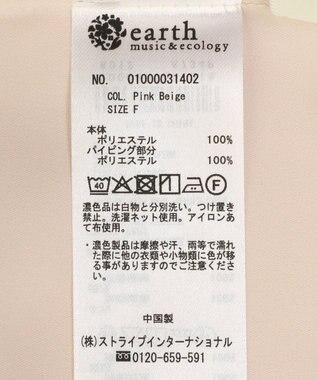 earth
music&ecology
NO. 01000031402
COL. Pink Beige
SIZE F
本体
ポリエステル 100%
パイピング部分
ポリエステル 100%
40
F
濃色品は白物と分別洗い。つけ置き
禁止。洗濯ネット使用。アイロンあ
て布使用。
・濃色製品は摩擦や汗、雨等で濡れ
た際に他の衣類や小物類に色が移
る事がありますのでご注意くださ
い。
中国製
(株)ストライプインターナショナル
0120-659-591